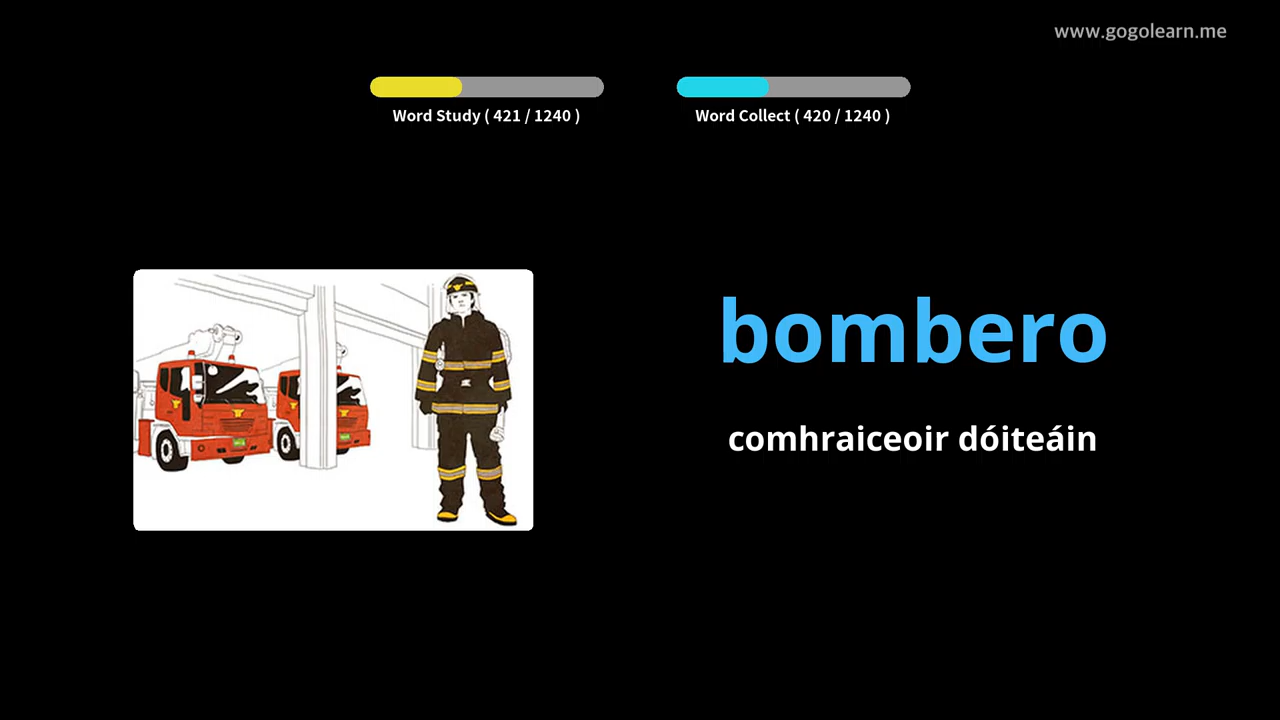 www.gogolearn.me
Word Study ( 421 / 1240 )
Word Collect ( 420 / 1240 )
bombero
comhraiceoir dóiteáin